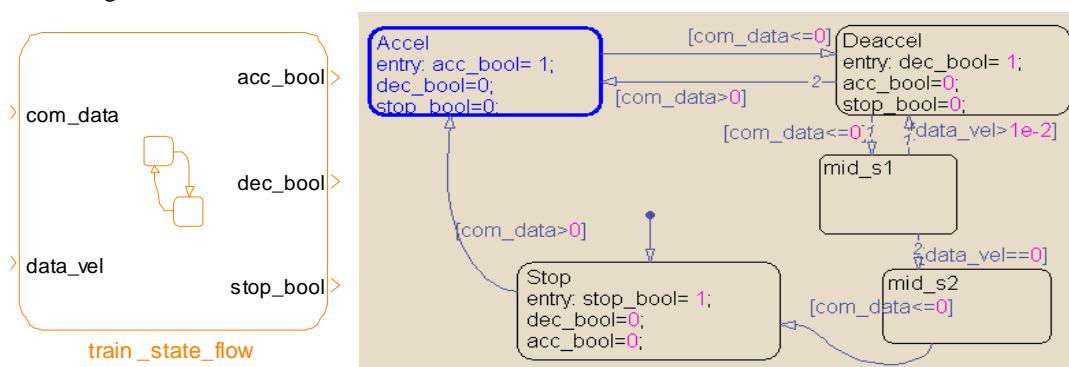 com_data
data_vel
acc_bool
dec_bool
stop_bool
train _state_flow
Accel
entry: acc_bool= 1;
dec_bool=0;
stop_bool=0;
[com_data<=0]
2
[com_data>0]
Deaccel
entry: dec_bool= 1;
acc_bool=0;
stop_bool=0;
[com_data<=0]
1
1
[data_vel>1e-2]
mid_s1
2
[data_vel==0]
mid_s2
[com_data<=0]
[com_data>0]
Stop
entry: stop_bool= 1;
dec_bool=0;
acc_bool=0;